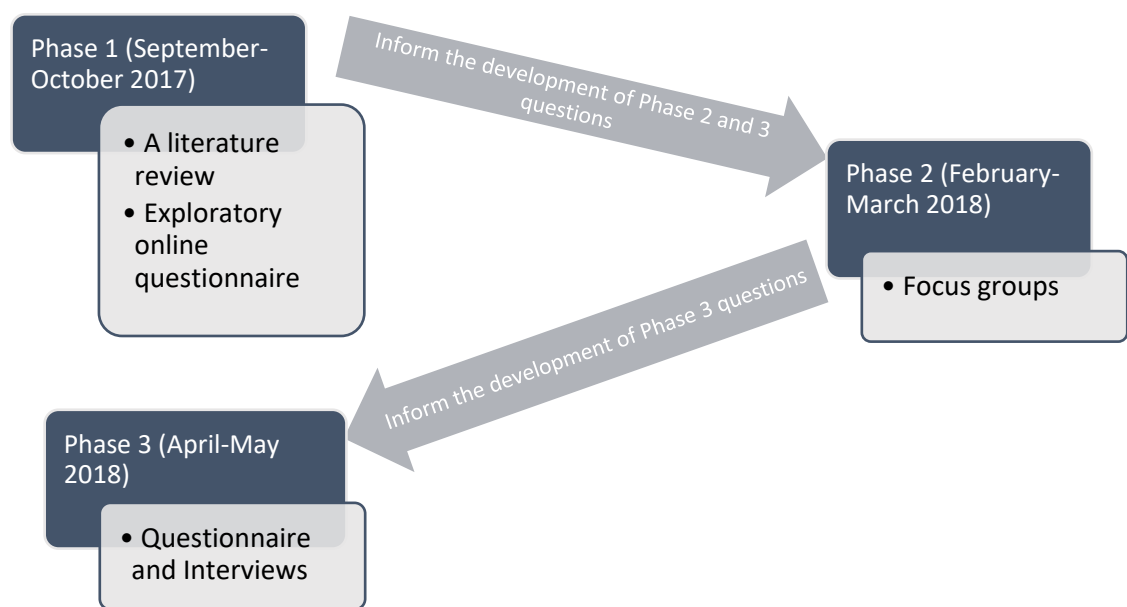 Phase 1 (September-
October 2017)
• A literature
review
• Exploratory
online
questionnaire
Inform the development of Phase 2 and 3
questions
Phase 2 (February-
March 2018)
• Focus groups
Inform the development of Phase 3 questions
Phase 3 (April-May
2018)
• Questionnaire
and Interviews